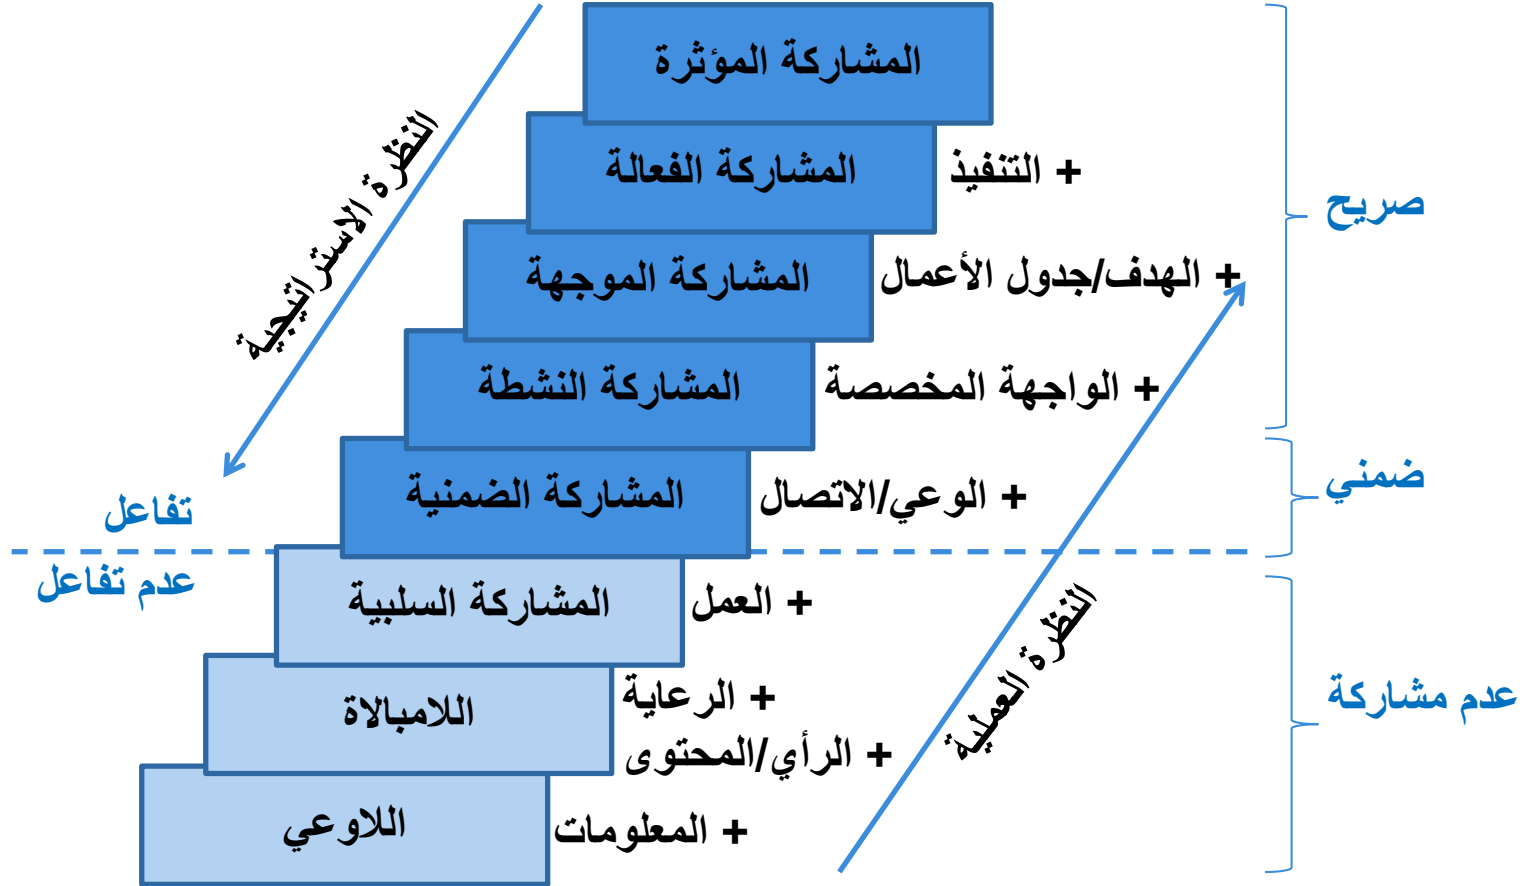 المشاركة المؤثرة
المشاركة الفعالة
+ التنفيذ
المشاركة الموجهة
+ الهدف/جدول الأعمال
المشاركة النشطة
+ الواجهة المخصصة
المشاركة الضمنية
+ الوعي/الاتصال
المشاركة السلبية
+ العمل
اللامبالاة
+ الرعاية
+ الرأي/المحتوى
اللاوعي
+ المعلومات
صريح
ضمني
عدم مشاركة
النظرة الاستراتيجية
النظرة العملية
تفاعل
عدم تفاعل